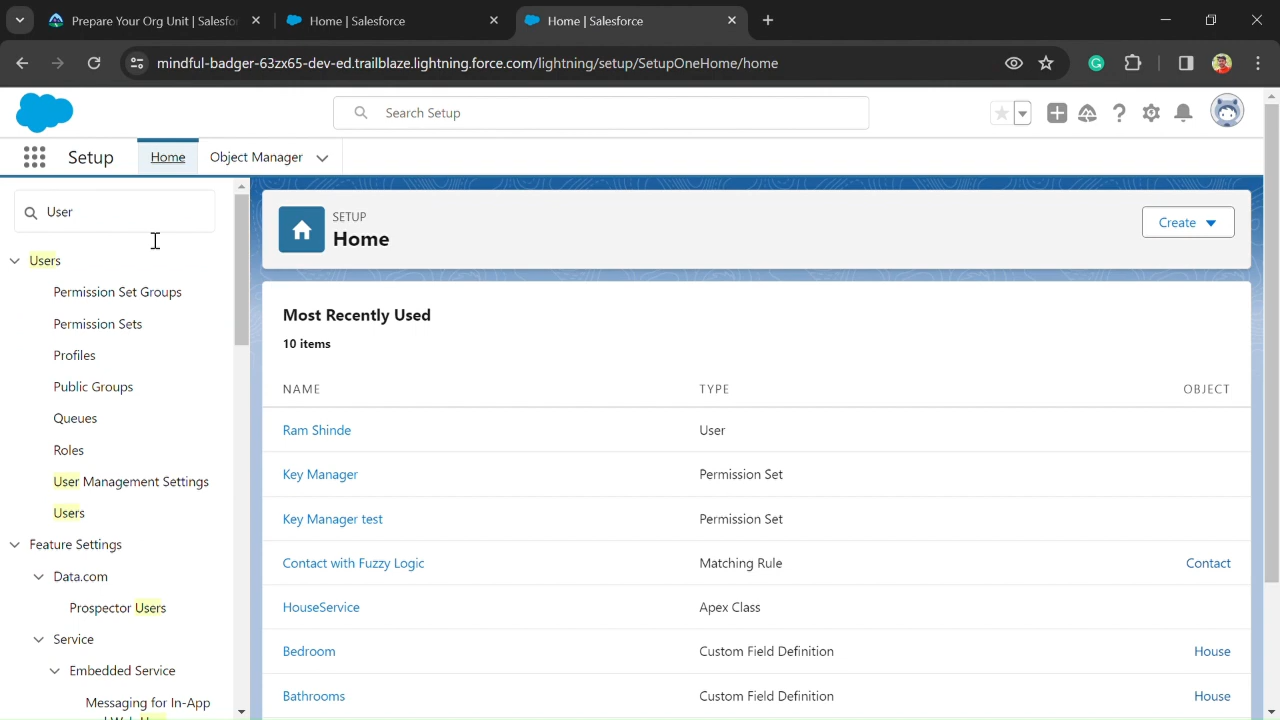 Prepare Your Org Unit | Salesfor
Home | Salesforce
Home | Salesforce
mindful-badger-63zx65-dev-ed.trailblaze.lightning.force.com/lightning/setup/SetupOneHome/home
Search Setup
Setup
Home
Object Manager
User
Users
Permission Set Groups
Permission Sets
Profiles
Public Groups
Queues
Roles
User Management Settings
Users
Feature Settings
Data.com
Prospector Users
Service
Embedded Service
Messaging for In-App
SETUP
Home
Create
Most Recently Used
10 items
NAME TYPE OBJECT
Ram Shinde User
Key Manager Permission Set
Key Manager test Permission Set
Contact with Fuzzy Logic Matching Rule Contact
HouseService Apex Class
Bedroom Custom Field Definition House
Bathrooms Custom Field Definition House